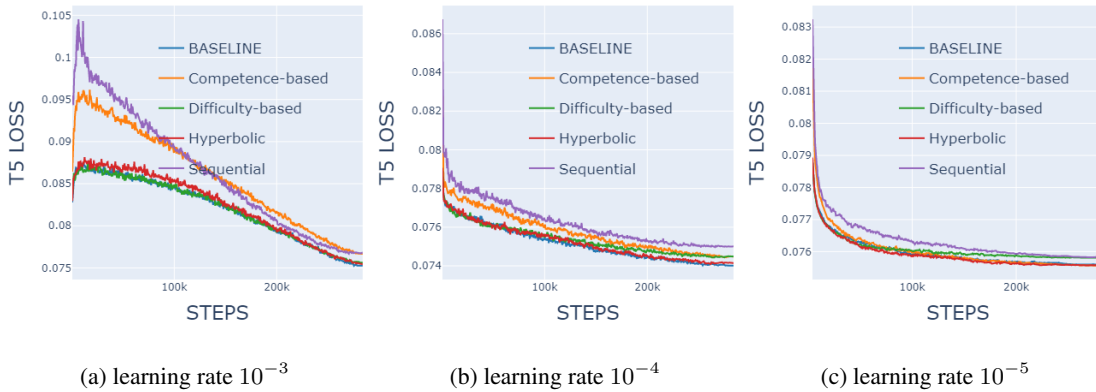 0.105
0.1
0.095
0.09
0.085
0.08
0.075
T5 LOSS
BASELINE
Competence-based
Difficulty-based
Hyperbolic
Sequential
100k 200k
STEPS
(a) learning rate 10⁻³
0.086
0.084
0.082
0.08
0.078
0.076
0.074
T5 LOSS
BASELINE
Competence-based
Difficulty-based
Hyperbolic
Sequential
100k 200k
STEPS
(b) learning rate 10⁻⁴
0.083
0.082
0.081
0.08
0.079
0.078
0.077
0.076
T5 LOSS
BASELINE
Competence-based
Difficulty-based
Hyperbolic
Sequential
100k 200k
STEPS
(c) learning rate 10⁻⁵